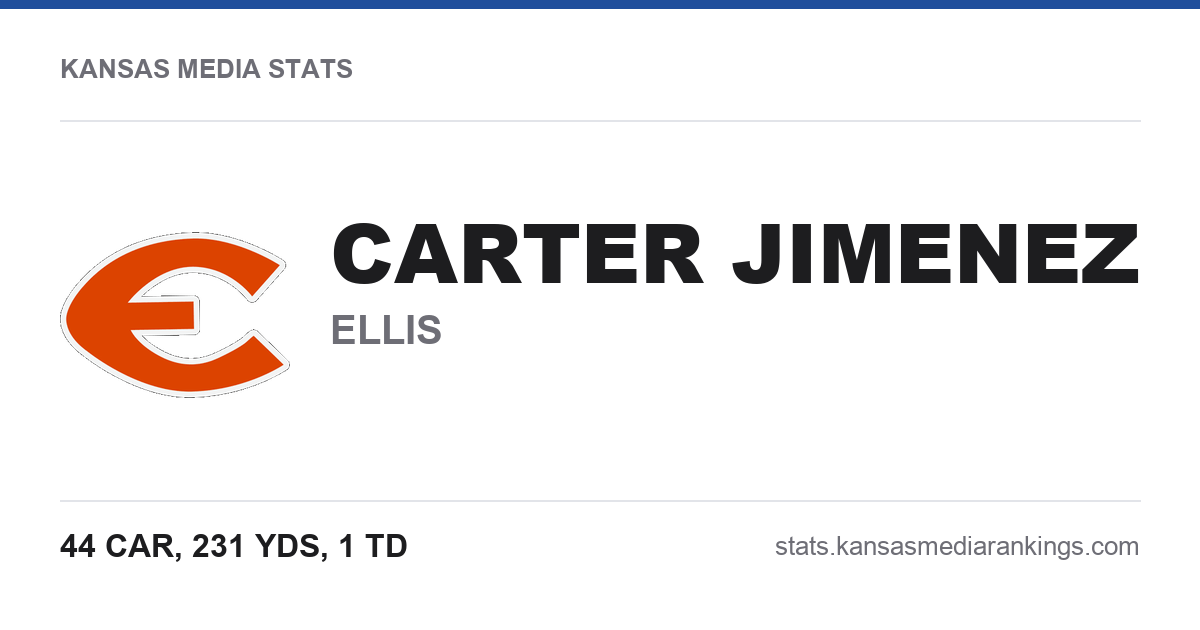 KANSAS MEDIA STATS
CARTER JIMENEZ
E
ELLIS
44 CAR, 231 YDS, 1 TD
stats.kansasmediarankings.com